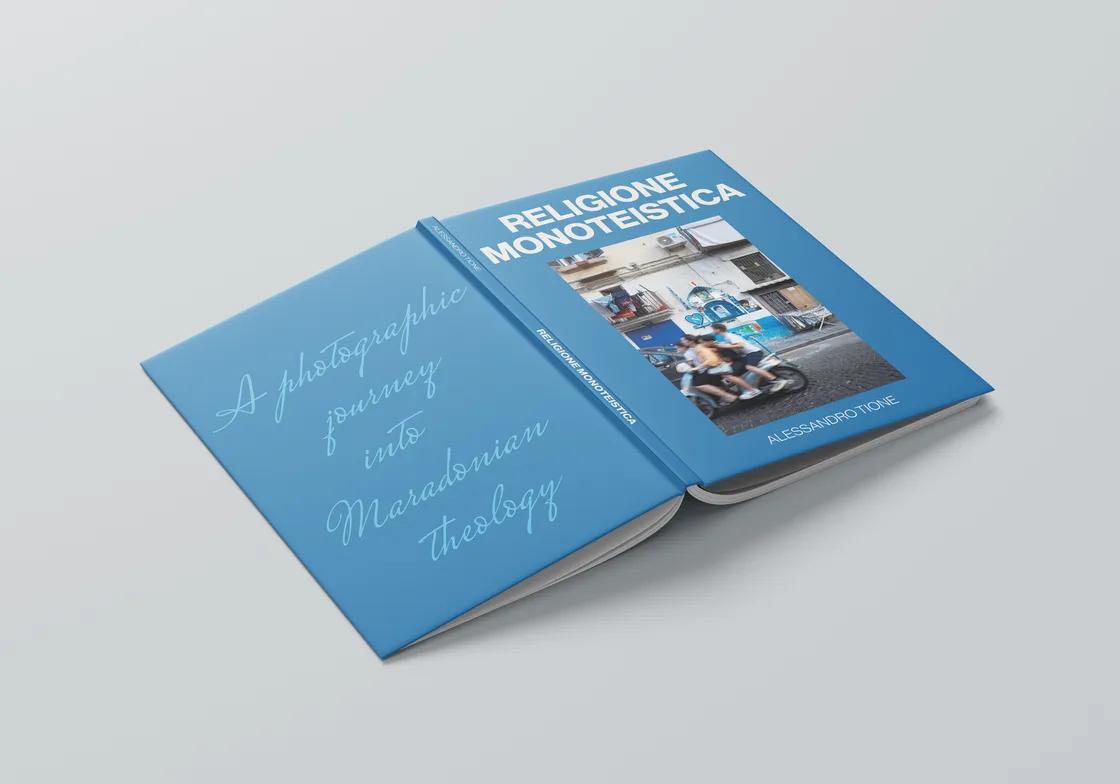 RELIGIONE
MONOTEISTICA
ALESSANDRO TIONE
ALESSANDRO TIONE
RELIGIONE MONOTEISTICA
A photographic
journey
into
Maradonian
theology